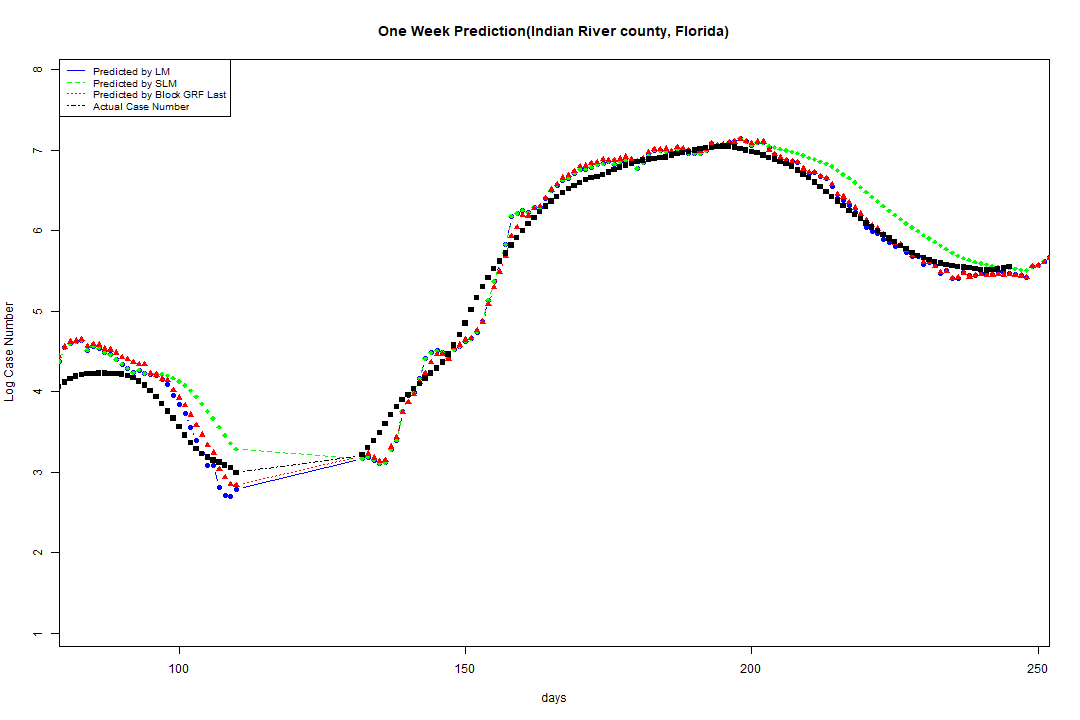 One Week Prediction(Indian River county, Florida)
Predicted by LM
Predicted by SLM
Predicted by Block GRF Last
Actual Case Number
8
7
6
5
4
3
2
1
Log Case Number
100
150
200
250
days